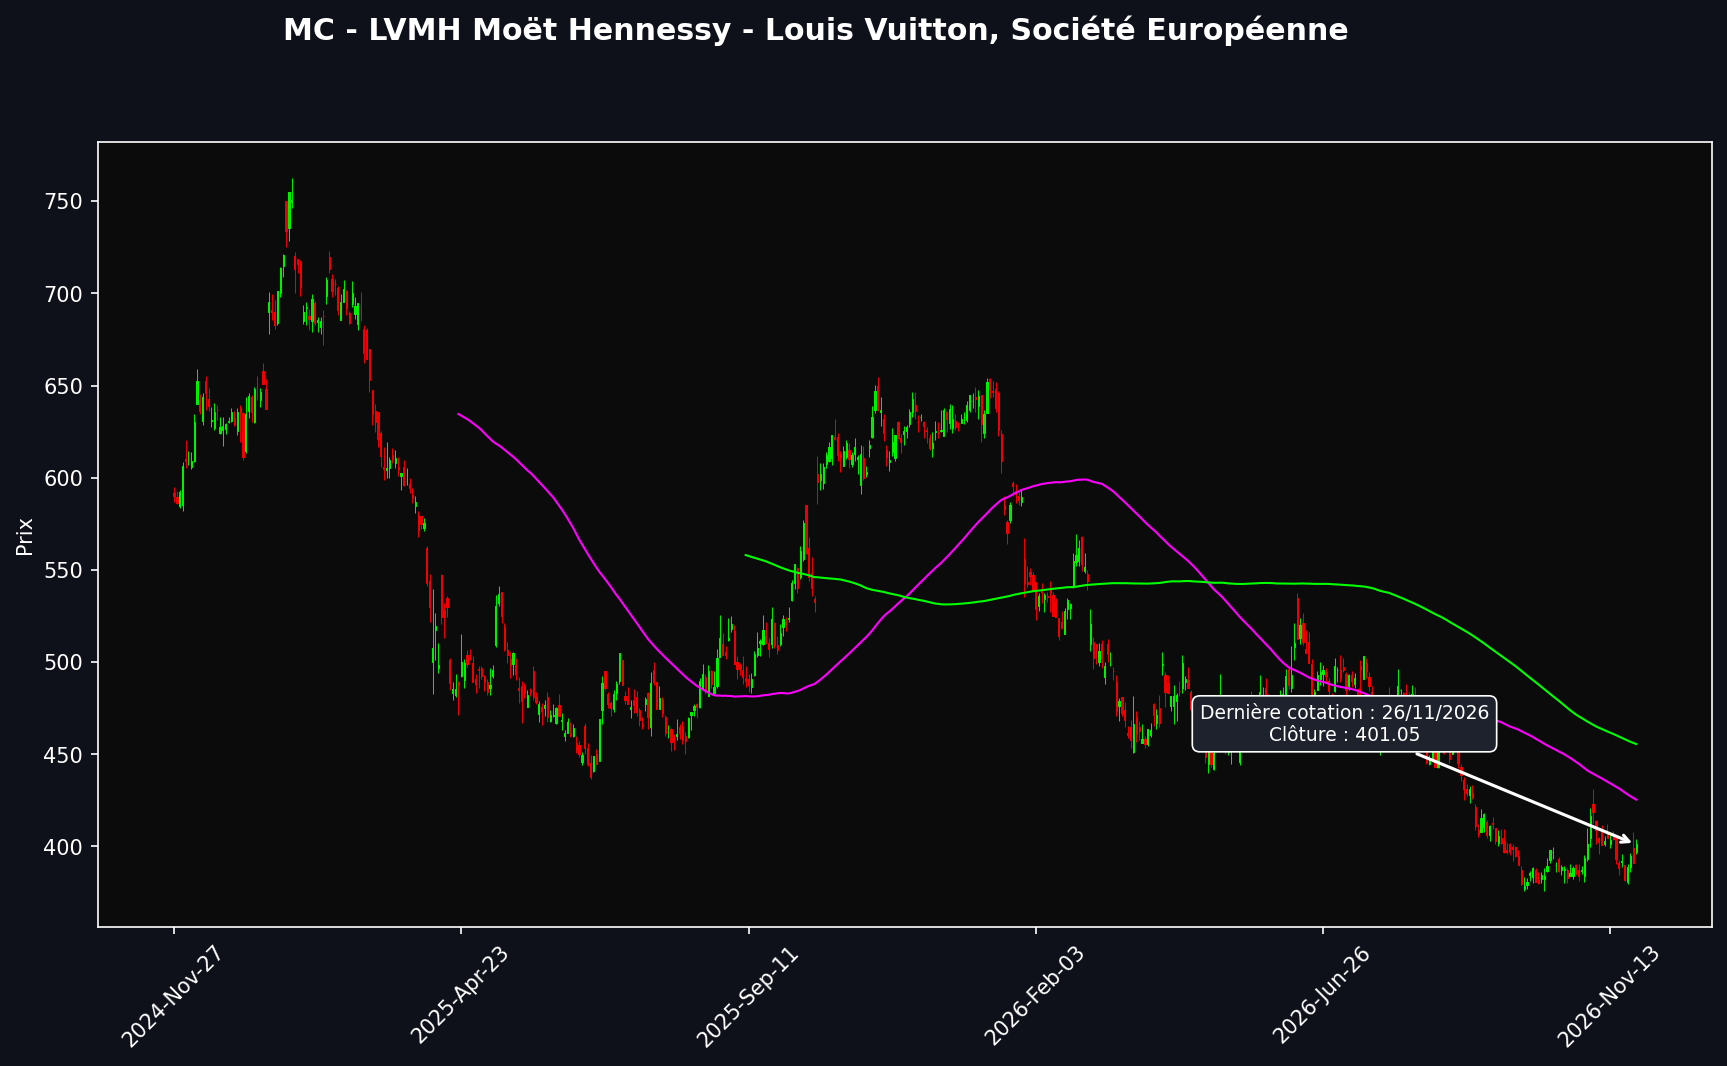 MC - LVMH Moët Hennessy - Louis Vuitton, Société Européenne
750
700
650
600
550
500
450
400
Prix
Dernière cotation : 26/11/2026
Clôture : 401.05
2024-Nov-27
2025-Apr-23
2025-Sep-11
2026-Feb-03
2026-Jun-26
2026-Nov-13